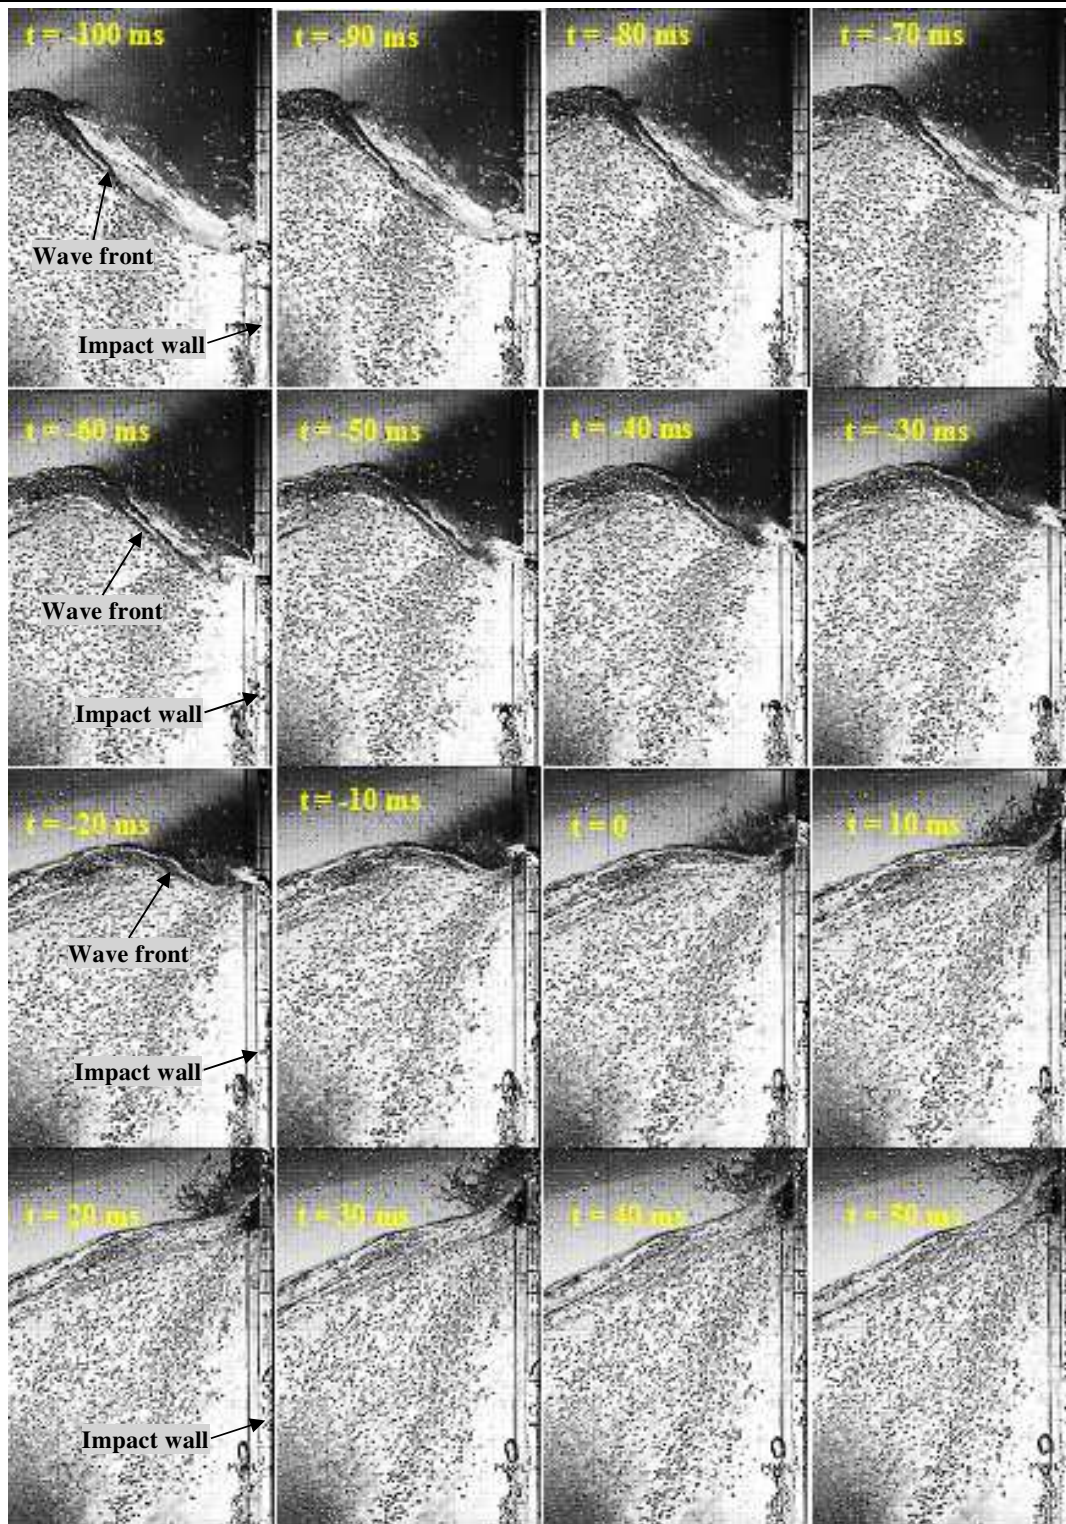 t = -100 ms
t = -90 ms
t = -80 ms
t = -70 ms
Wave front
Impact wall
t = -60 ms
t = -50 ms
t = -40 ms
t = -30 ms
Wave front
Impact wall
t = -20 ms
t = -10 ms
t = 0
t = 10 ms
Wave front
Impact wall
t = 20 ms
t = 30 ms
t = 40 ms
t = 50 ms
Impact wall